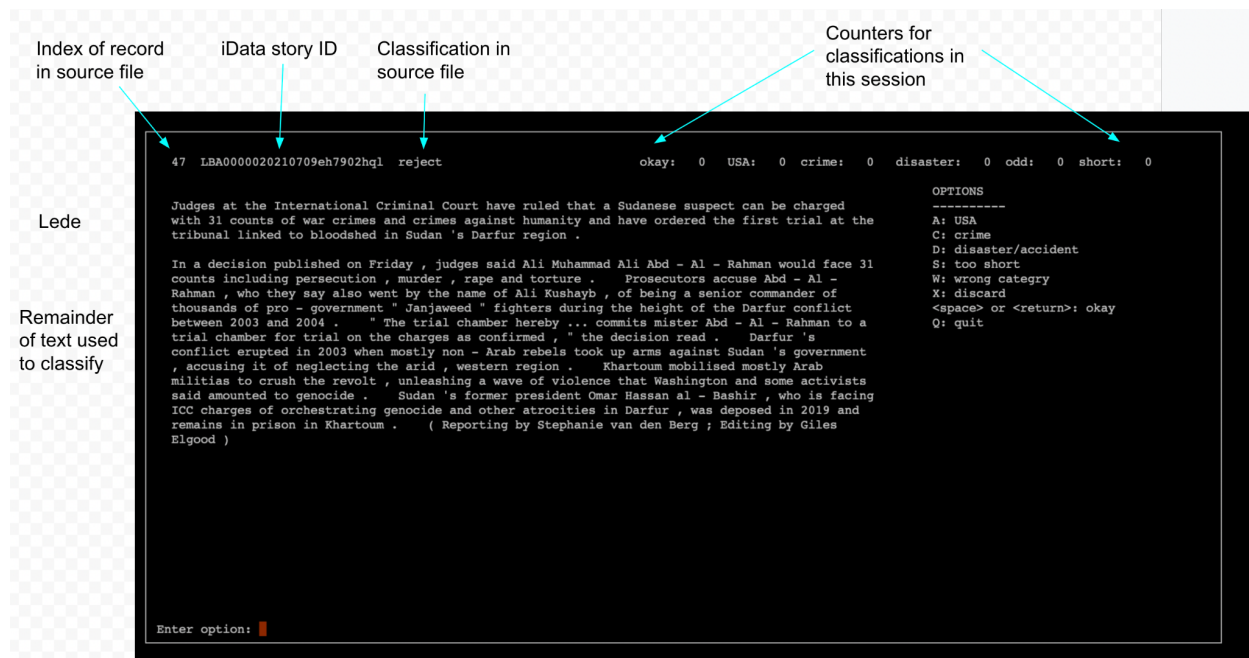 Index of record
in source file
iData story ID
Classification in
source file
Counters for
classifications in
this session
47 LBA0000020210709eh7902hql reject okay: 0 USA: 0 crime: 0 disaster: 0 odd: 0 short: 0
Lede
Judges at the International Criminal Court have ruled that a Sudanese suspect can be charged
with 31 counts of war crimes and crimes against humanity and have ordered the first trial at the
tribunal linked to bloodshed in Sudan 's Darfur region .
Remainder
of text used
to classify
In a decision published on Friday , judges said Ali Muhammad Ali Abd – Al – Rahman would face 31
counts including persecution , murder , rape and torture . Prosecutors accuse Abd – Al –
Rahman , who they say also went by the name of Ali Kushayb , of being a senior commander of
thousands of pro – government " Janjaweed " fighters during the height of the Darfur conflict
between 2003 and 2004 . " The trial chamber hereby ... commits mister Abd – Al – Rahman to a
trial chamber for trial on the charges as confirmed , " the decision read . Darfur 's
conflict erupted in 2003 when mostly non – Arab rebels took up arms against Sudan 's government
, accusing it of neglecting the arid , western region . Khartoum mobilised mostly Arab
militias to crush the revolt , unleashing a wave of violence that Washington and some activists
said amounted to genocide . Sudan 's former president Omar Hassan al – Bashir , who is facing
ICC charges of orchestrating genocide and other atrocities in Darfur , was deposed in 2019 and
remains in prison in Khartoum . ( Reporting by Stephanie van den Berg ; Editing by Giles
Elgood )
OPTIONS
----------
A: USA
C: crime
D: disaster/accident
S: too short
W: wrong categry
X: discard
<space> or <return>: okay
Q: quit
Enter option: